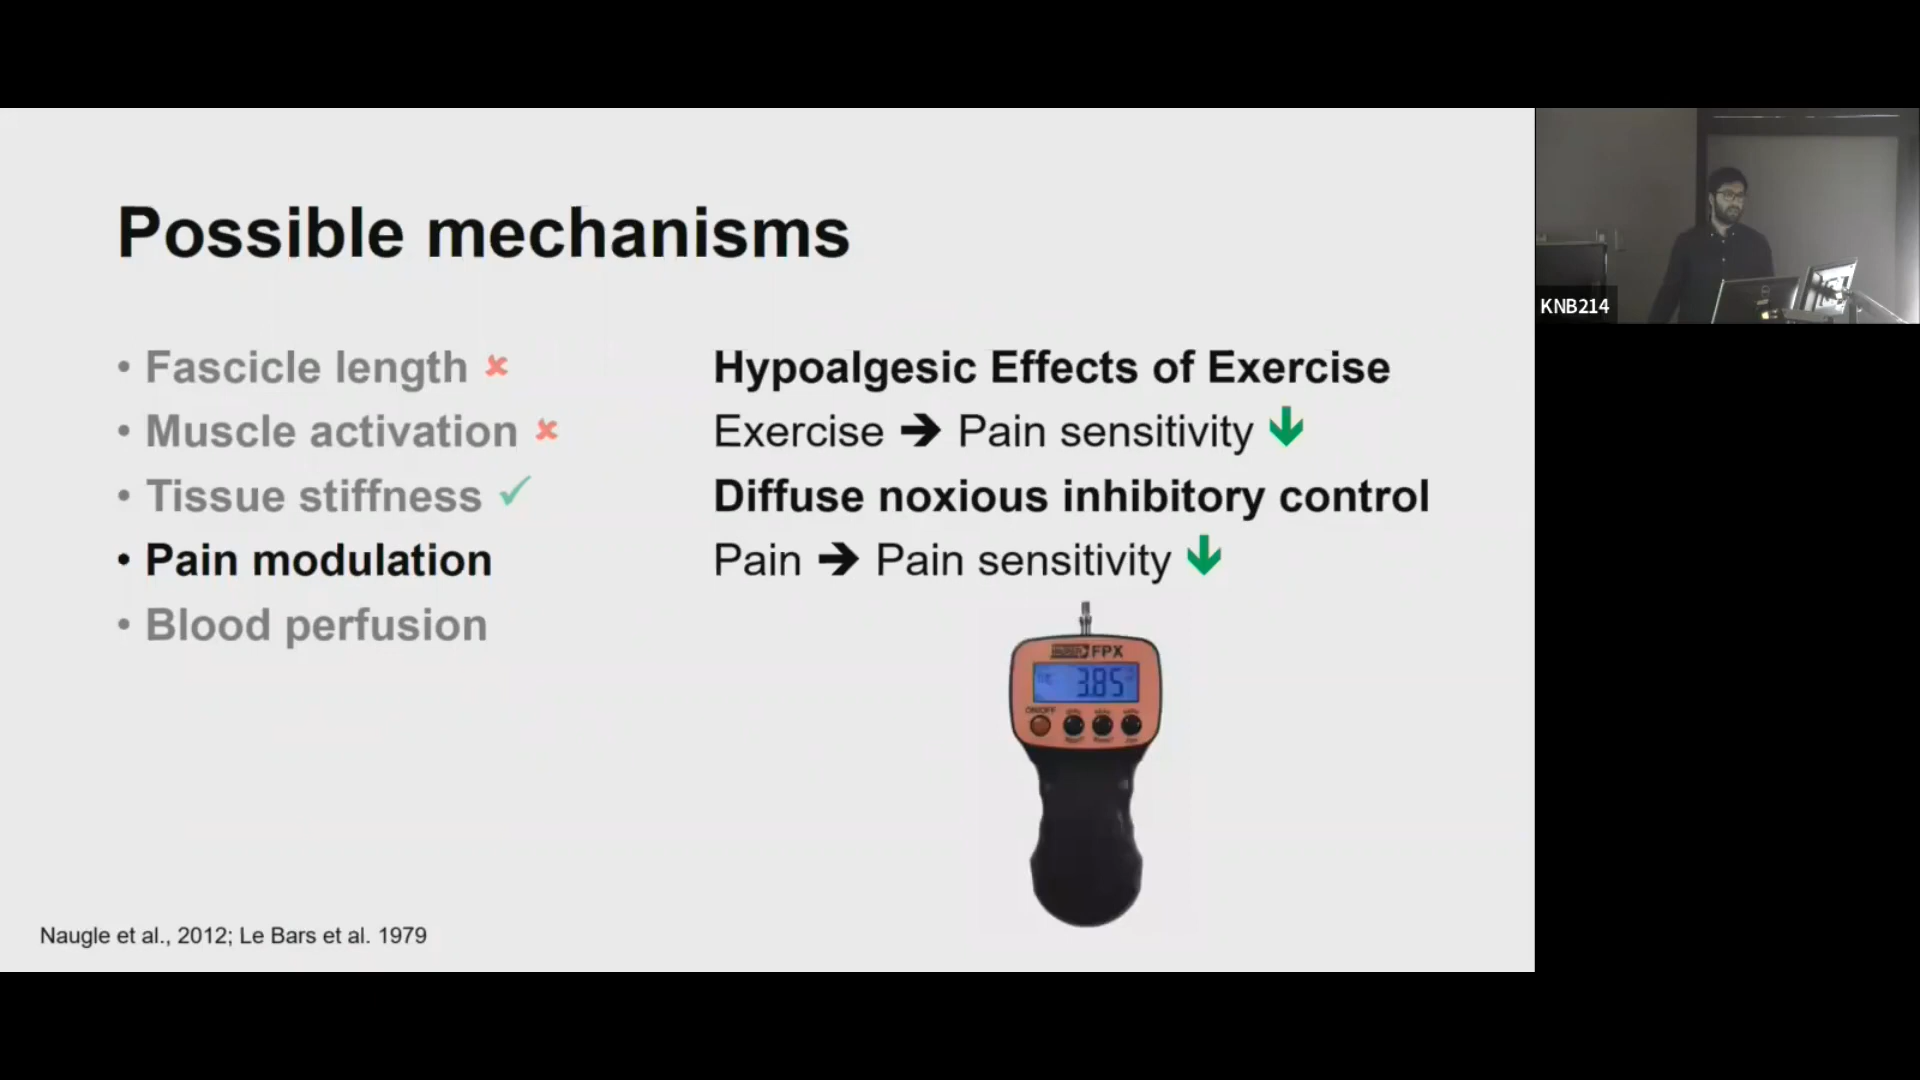 Possible mechanisms
• Fascicle length ✘
• Muscle activation ✘
• Tissue stiffness ✓
• Pain modulation
• Blood perfusion
Hypoalgesic Effects of Exercise
Exercise ➔ Pain sensitivity ↓
Diffuse noxious inhibitory control
Pain ➔ Pain sensitivity ↓
FPX
3.85
ON/OFF
Naugle et al., 2012; Le Bars et al. 1979
KNB214